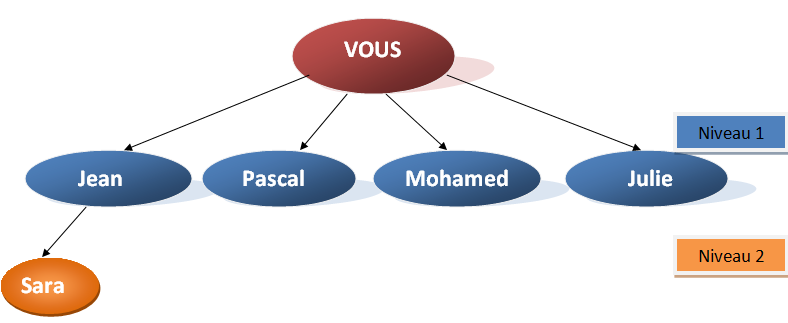 VOUS
Niveau 1
Jean
Pascal
Mohamed
Julie
Niveau 2
Sara